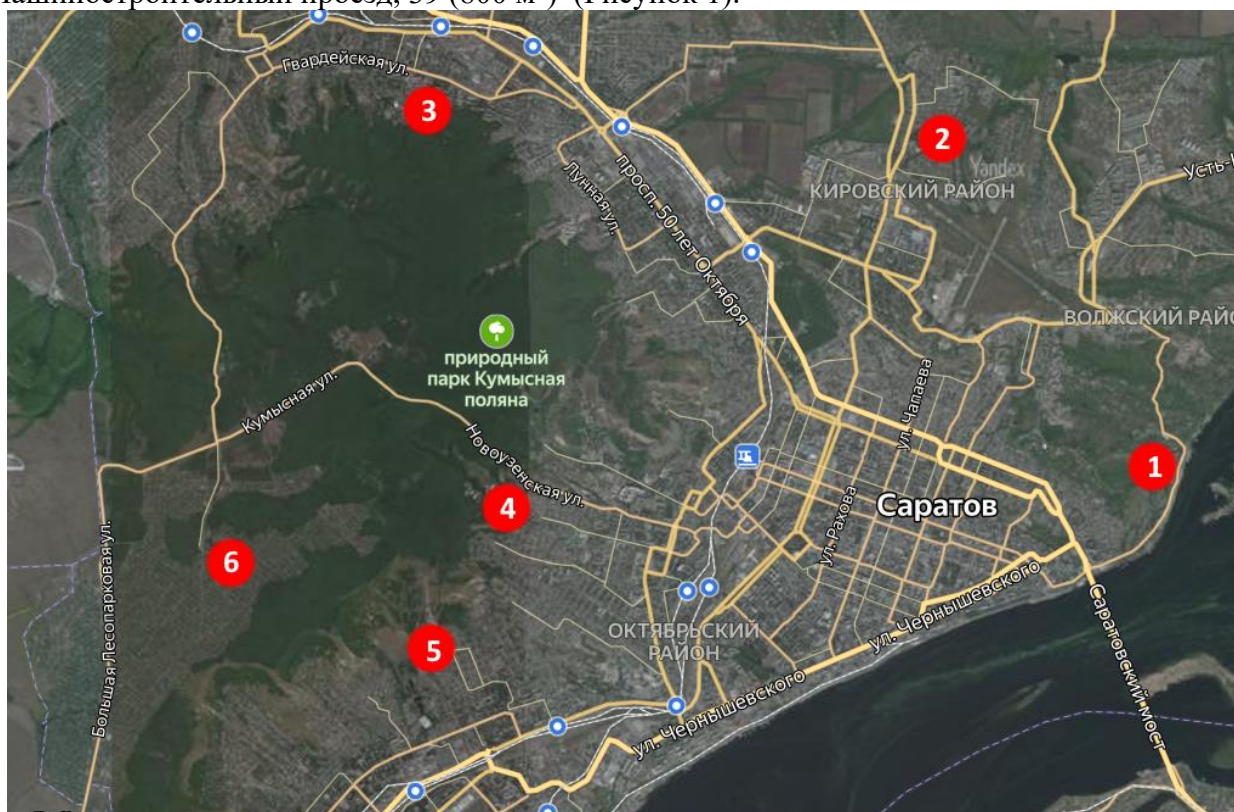 Машиностроительный проезд, 39 (800 м²) (Рисунок 1).
Гвардейская ул.
3
2
Yandex
КИРОВСКИЙ РАЙОН
Лунная ул.
просп. 50 лет Октября
природный
парк Кумысная
поляна
ВОЛЖСКИЙ
Кумысная ул.
ул. Чапаева
Новоузенская ул.
1
4
Саратов
ул. Рахова
6
5
Большая Лесопарковая ул.
ОКТЯБРЬСКИЙ
РАЙОН
ул. Чернышевского
ул. Чернышевского
Саратовский мост